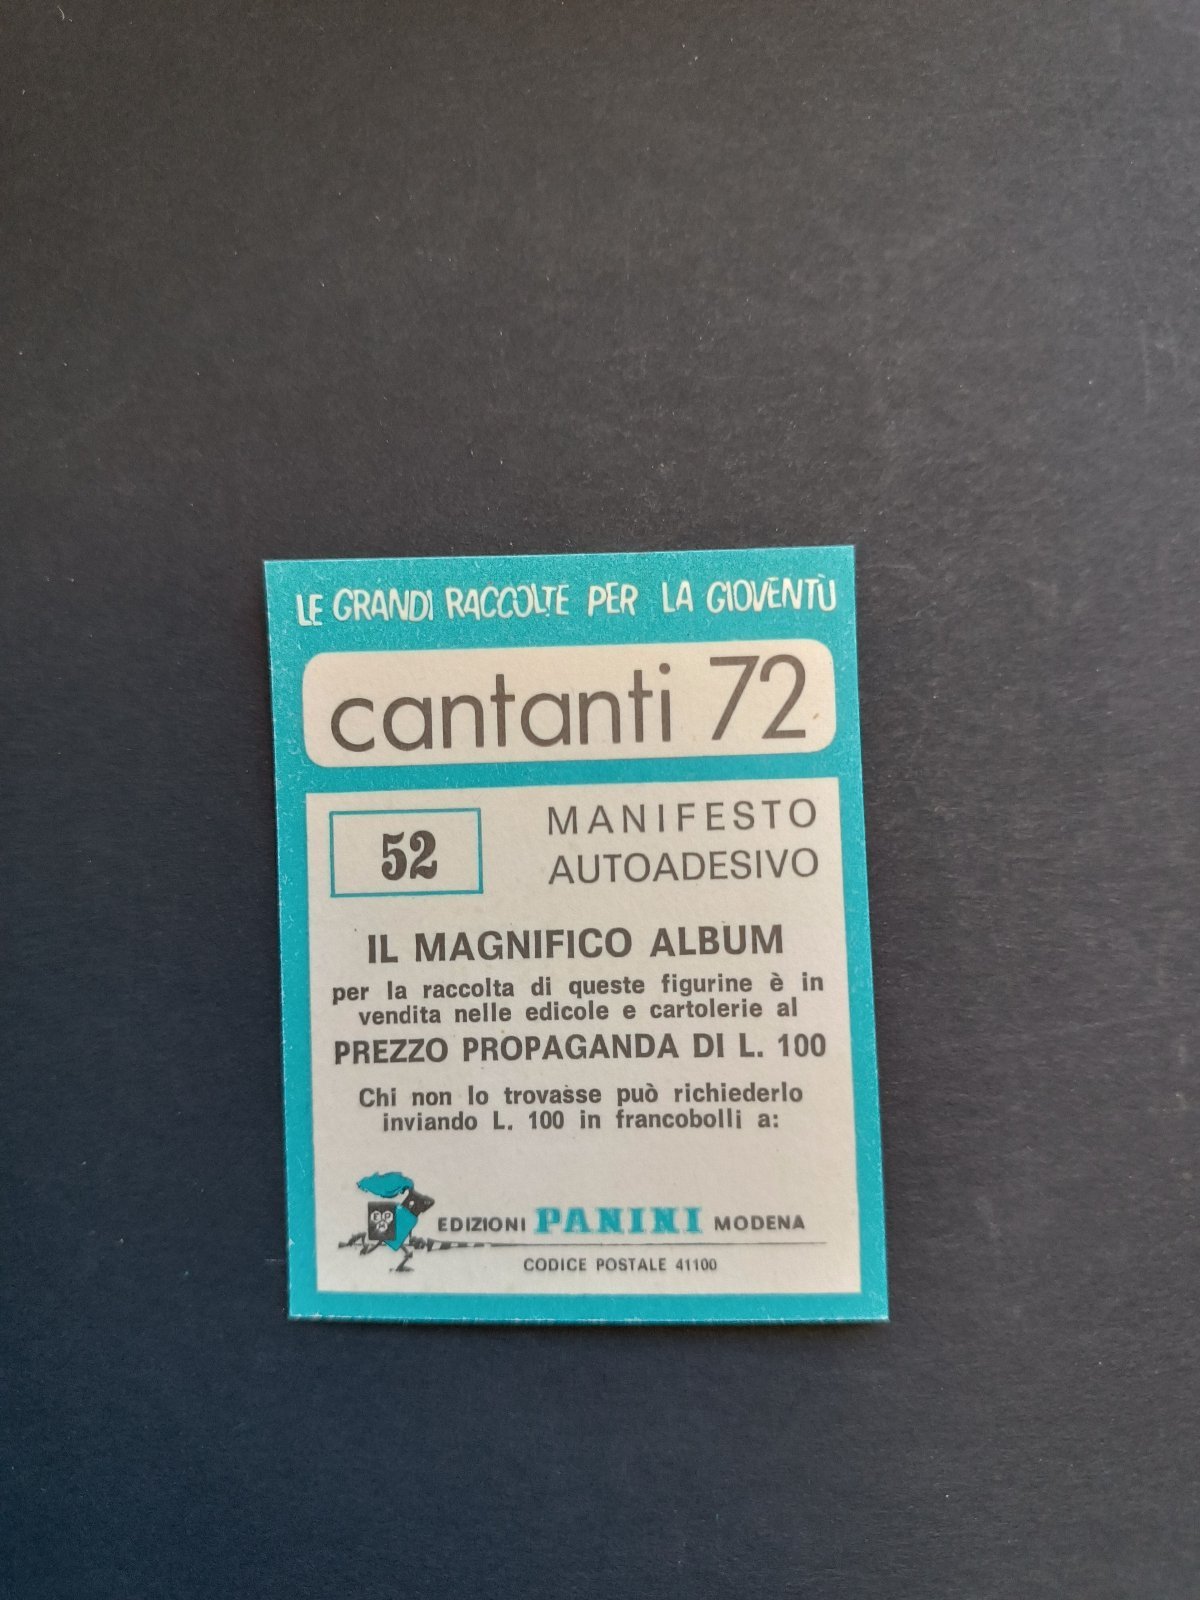 LE GRANDI RACCOLTE PER LA GIOVENTÙ
cantanti 72
52
MANIFESTO
AUTOADESIVO
IL MAGNIFICO ALBUM
per la raccolta di queste figurine è in
vendita nelle edicole e cartolerie al
PREZZO PROPAGANDA DI L. 100
Chi non lo trovasse può richiederlo
inviando L. 100 in francobolli a:
EPM
EDIZIONI PANINI MODENA
CODICE POSTALE 41100